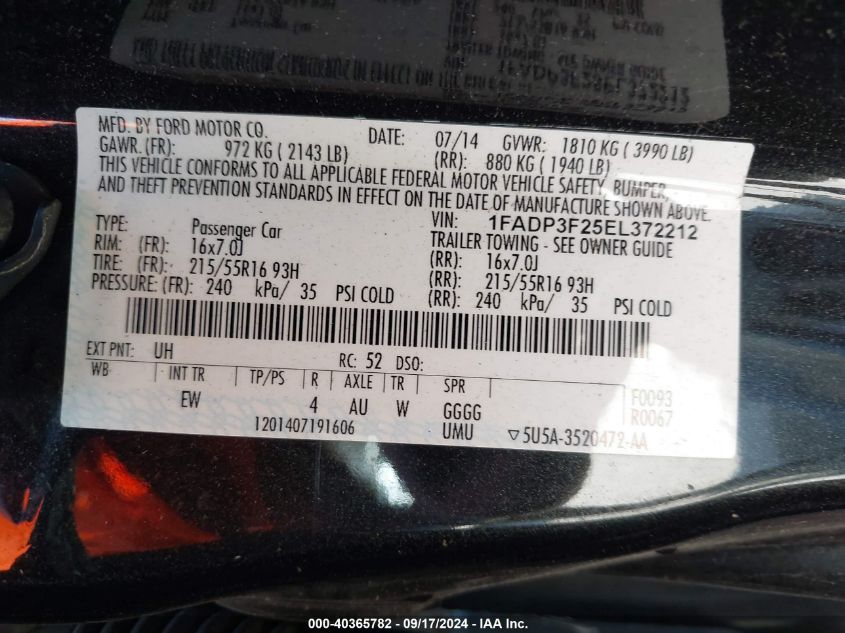 MFD. BY FORD MOTOR CO. DATE: 07/14 GVWR: 1810 KG ( 3990 LB)
GAWR. (FR): 972 KG ( 2143 LB) (RR): 880 KG ( 1940 LB)
THIS VEHICLE CONFORMS TO ALL APPLICABLE FEDERAL MOTOR VEHICLE SAFETY, BUMPER,
AND THEFT PREVENTION STANDARDS IN EFFECT ON THE DATE OF MANUFACTURE SHOWN ABOVE.
VIN: 1FADP3F25EL372212
TYPE: Passenger Car TRAILER TOWING - SEE OWNER GUIDE
RIM: (FR): 16x7.0J (RR): 16x7.0J
TIRE: (FR): 215/55R16 93H (RR): 215/55R16 93H
PRESSURE: (FR): 240 kPa/ 35 PSI COLD (RR): 240 kPa/ 35 PSI COLD
EXT PNT: UH RC: 52 DSO:
WB INT TR TP/PS R AXLE TR SPR F0093
EW 4 AU W GGGG R0067
1201407191606 UMU ▽5U5A-3520472-AA
000-40365782 - 09/17/2024 - IAA Inc.